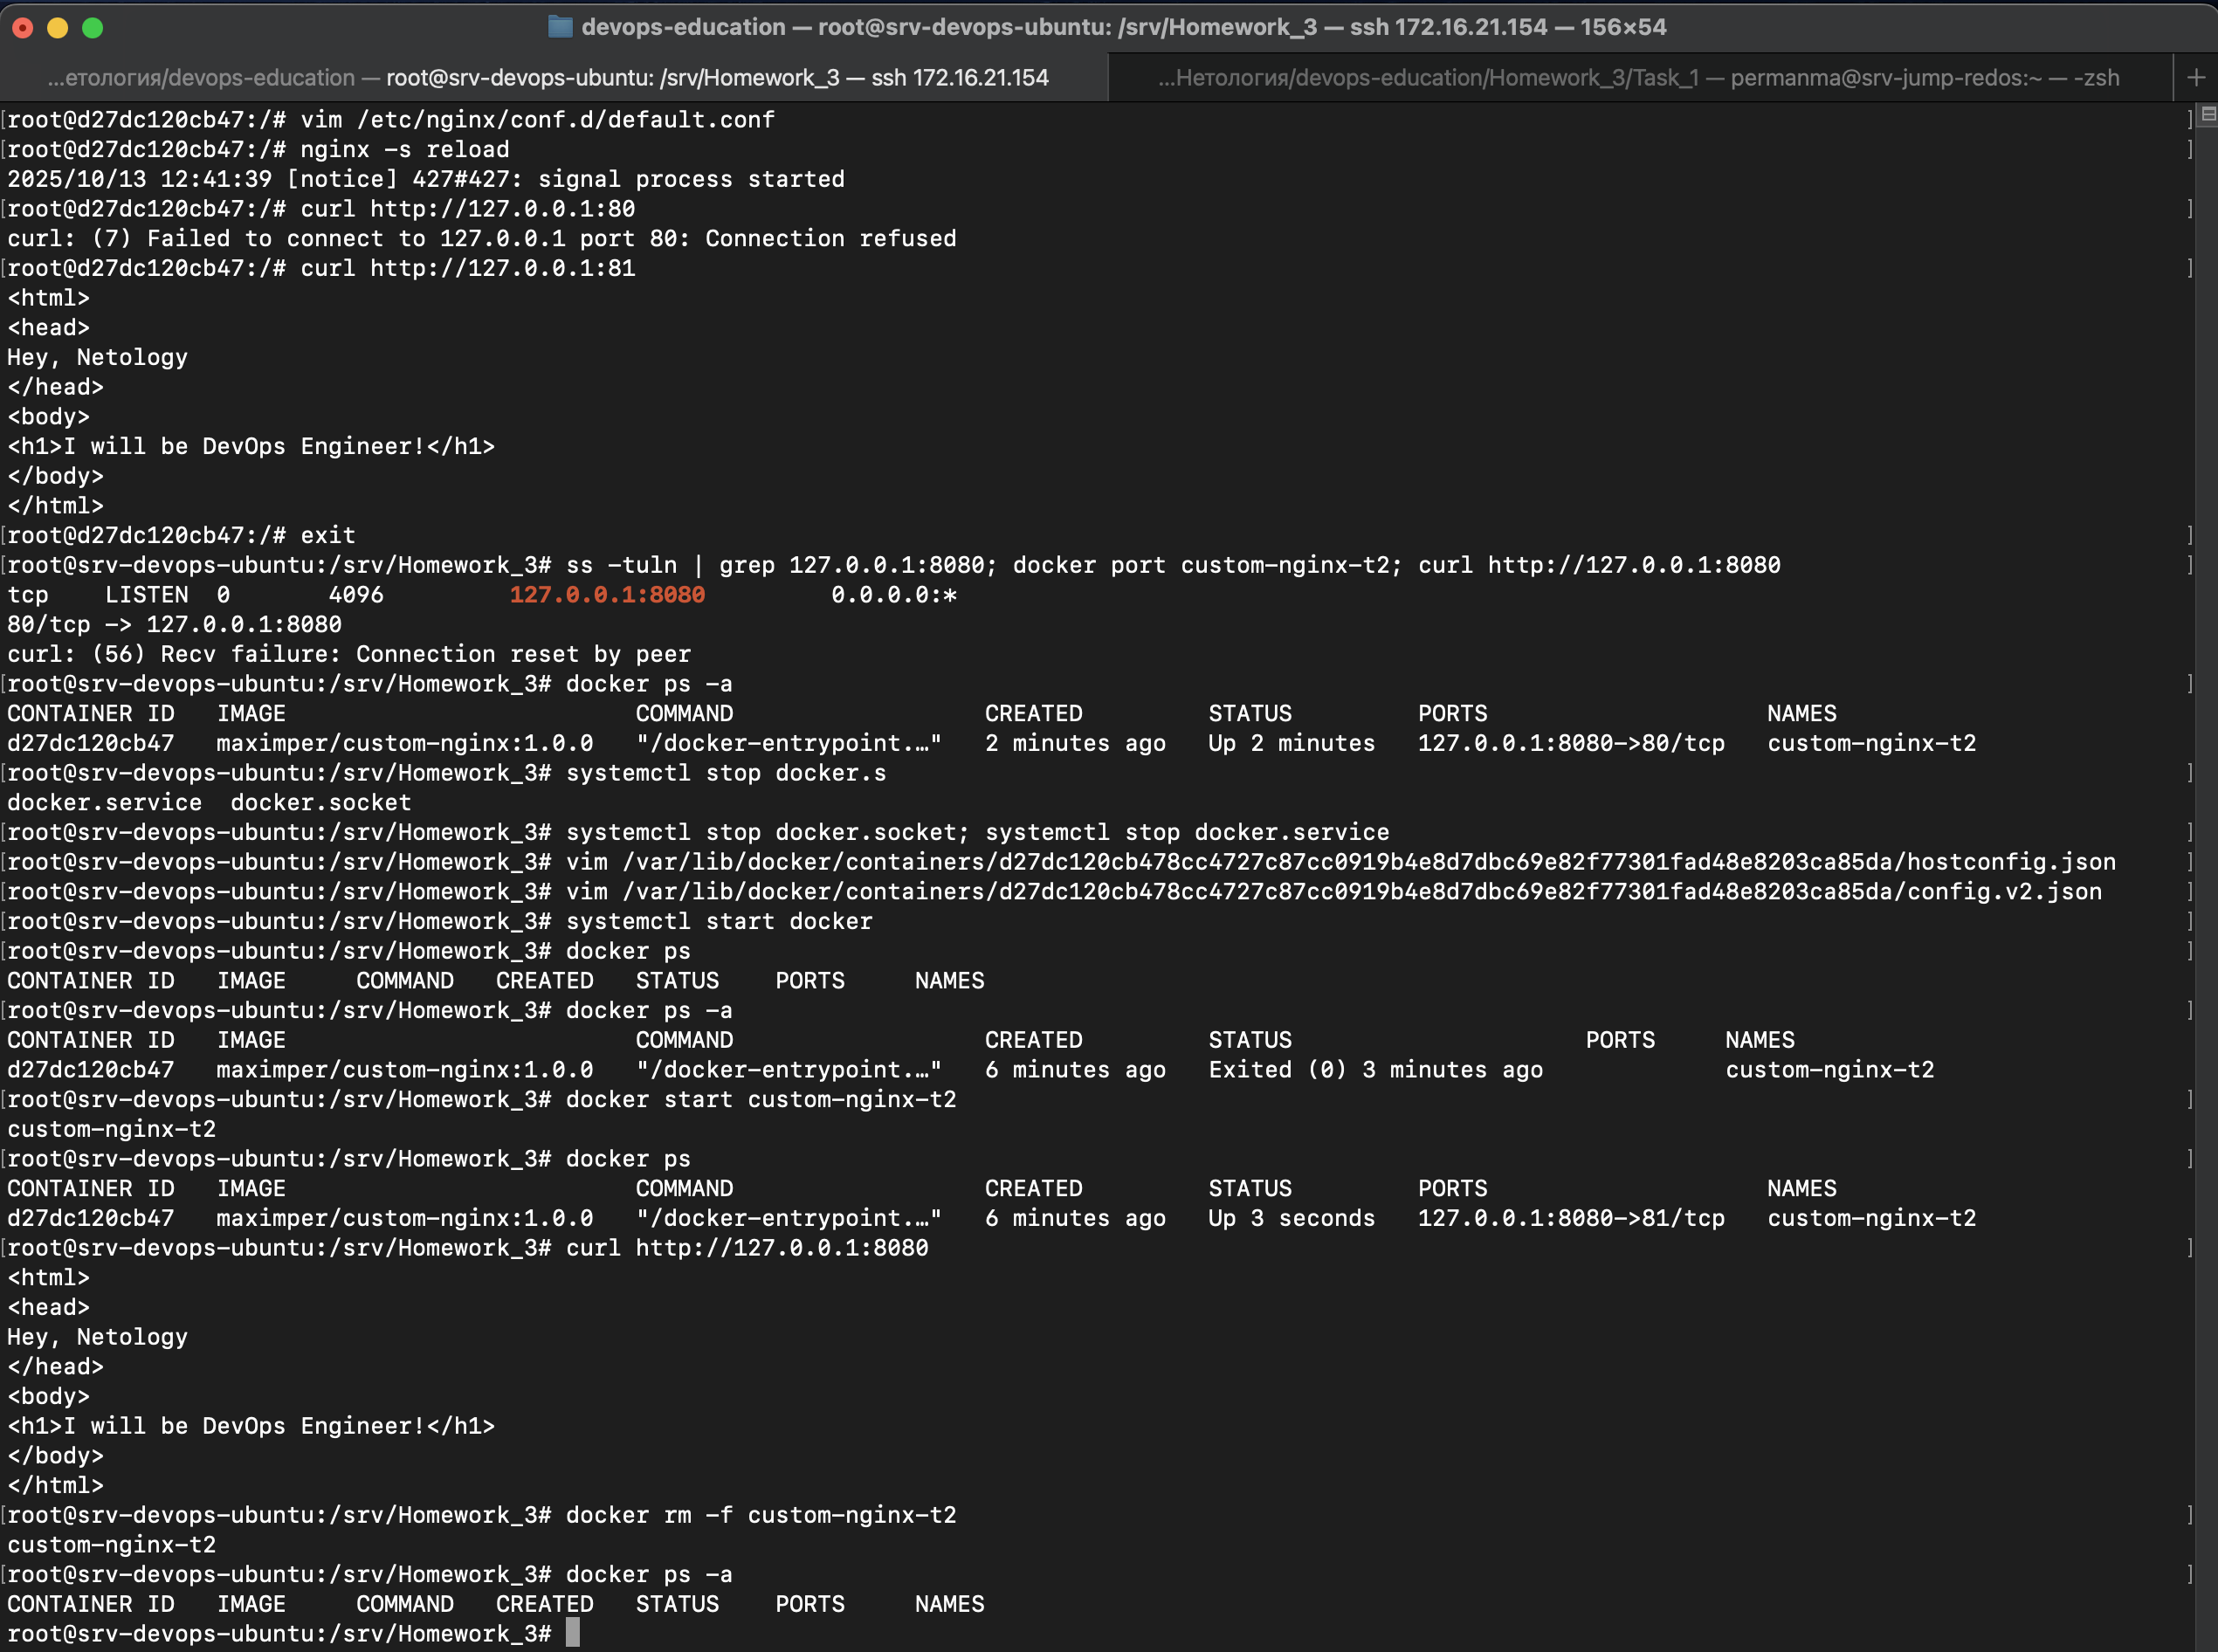 devops-education — root@srv-devops-ubuntu: /srv/Homework_3 — ssh 172.16.21.154 — 156×54
...етология/devops-education — root@srv-devops-ubuntu: /srv/Homework_3 — ssh 172.16.21.154
...Нетология/devops-education/Homework_3/Task_1 — permanma@srv-jump-redos:~ — -zsh
[root@d27dc120cb47:/# vim /etc/nginx/conf.d/default.conf ]
[root@d27dc120cb47:/# nginx -s reload ]
2025/10/13 12:41:39 [notice] 427#427: signal process started
[root@d27dc120cb47:/# curl http://127.0.0.1:80 ]
curl: (7) Failed to connect to 127.0.0.1 port 80: Connection refused
[root@d27dc120cb47:/# curl http://127.0.0.1:81 ]
<html>
<head>
Hey, Netology
</head>
<body>
<h1>I will be DevOps Engineer!</h1>
</body>
</html>
[root@d27dc120cb47:/# exit ]
[root@srv-devops-ubuntu:/srv/Homework_3# ss -tuln | grep 127.0.0.1:8080; docker port custom-nginx-t2; curl http://127.0.0.1:8080 ]
tcp    LISTEN  0       4096         127.0.0.1:8080         0.0.0.0:*
80/tcp -> 127.0.0.1:8080
curl: (56) Recv failure: Connection reset by peer
[root@srv-devops-ubuntu:/srv/Homework_3# docker ps -a ]
CONTAINER ID   IMAGE                         COMMAND                  CREATED         STATUS         PORTS                    NAMES
d27dc120cb47   maximper/custom-nginx:1.0.0   "/docker-entrypoint.…"   2 minutes ago   Up 2 minutes   127.0.0.1:8080->80/tcp   custom-nginx-t2
[root@srv-devops-ubuntu:/srv/Homework_3# systemctl stop docker.s ]
docker.service  docker.socket
[root@srv-devops-ubuntu:/srv/Homework_3# systemctl stop docker.socket; systemctl stop docker.service ]
[root@srv-devops-ubuntu:/srv/Homework_3# vim /var/lib/docker/containers/d27dc120cb478cc4727c87cc0919b4e8d7dbc69e82f77301fad48e8203ca85da/hostconfig.json ]
[root@srv-devops-ubuntu:/srv/Homework_3# vim /var/lib/docker/containers/d27dc120cb478cc4727c87cc0919b4e8d7dbc69e82f77301fad48e8203ca85da/config.v2.json ]
[root@srv-devops-ubuntu:/srv/Homework_3# systemctl start docker ]
[root@srv-devops-ubuntu:/srv/Homework_3# docker ps ]
CONTAINER ID   IMAGE     COMMAND   CREATED   STATUS    PORTS     NAMES
[root@srv-devops-ubuntu:/srv/Homework_3# docker ps -a ]
CONTAINER ID   IMAGE                         COMMAND                  CREATED         STATUS                     PORTS     NAMES
d27dc120cb47   maximper/custom-nginx:1.0.0   "/docker-entrypoint.…"   6 minutes ago   Exited (0) 3 minutes ago             custom-nginx-t2
[root@srv-devops-ubuntu:/srv/Homework_3# docker start custom-nginx-t2 ]
custom-nginx-t2
[root@srv-devops-ubuntu:/srv/Homework_3# docker ps ]
CONTAINER ID   IMAGE                         COMMAND                  CREATED         STATUS         PORTS                    NAMES
d27dc120cb47   maximper/custom-nginx:1.0.0   "/docker-entrypoint.…"   6 minutes ago   Up 3 seconds   127.0.0.1:8080->81/tcp   custom-nginx-t2
[root@srv-devops-ubuntu:/srv/Homework_3# curl http://127.0.0.1:8080 ]
<html>
<head>
Hey, Netology
</head>
<body>
<h1>I will be DevOps Engineer!</h1>
</body>
</html>
[root@srv-devops-ubuntu:/srv/Homework_3# docker rm -f custom-nginx-t2 ]
custom-nginx-t2
[root@srv-devops-ubuntu:/srv/Homework_3# docker ps -a ]
CONTAINER ID   IMAGE     COMMAND   CREATED   STATUS    PORTS     NAMES
root@srv-devops-ubuntu:/srv/Homework_3#